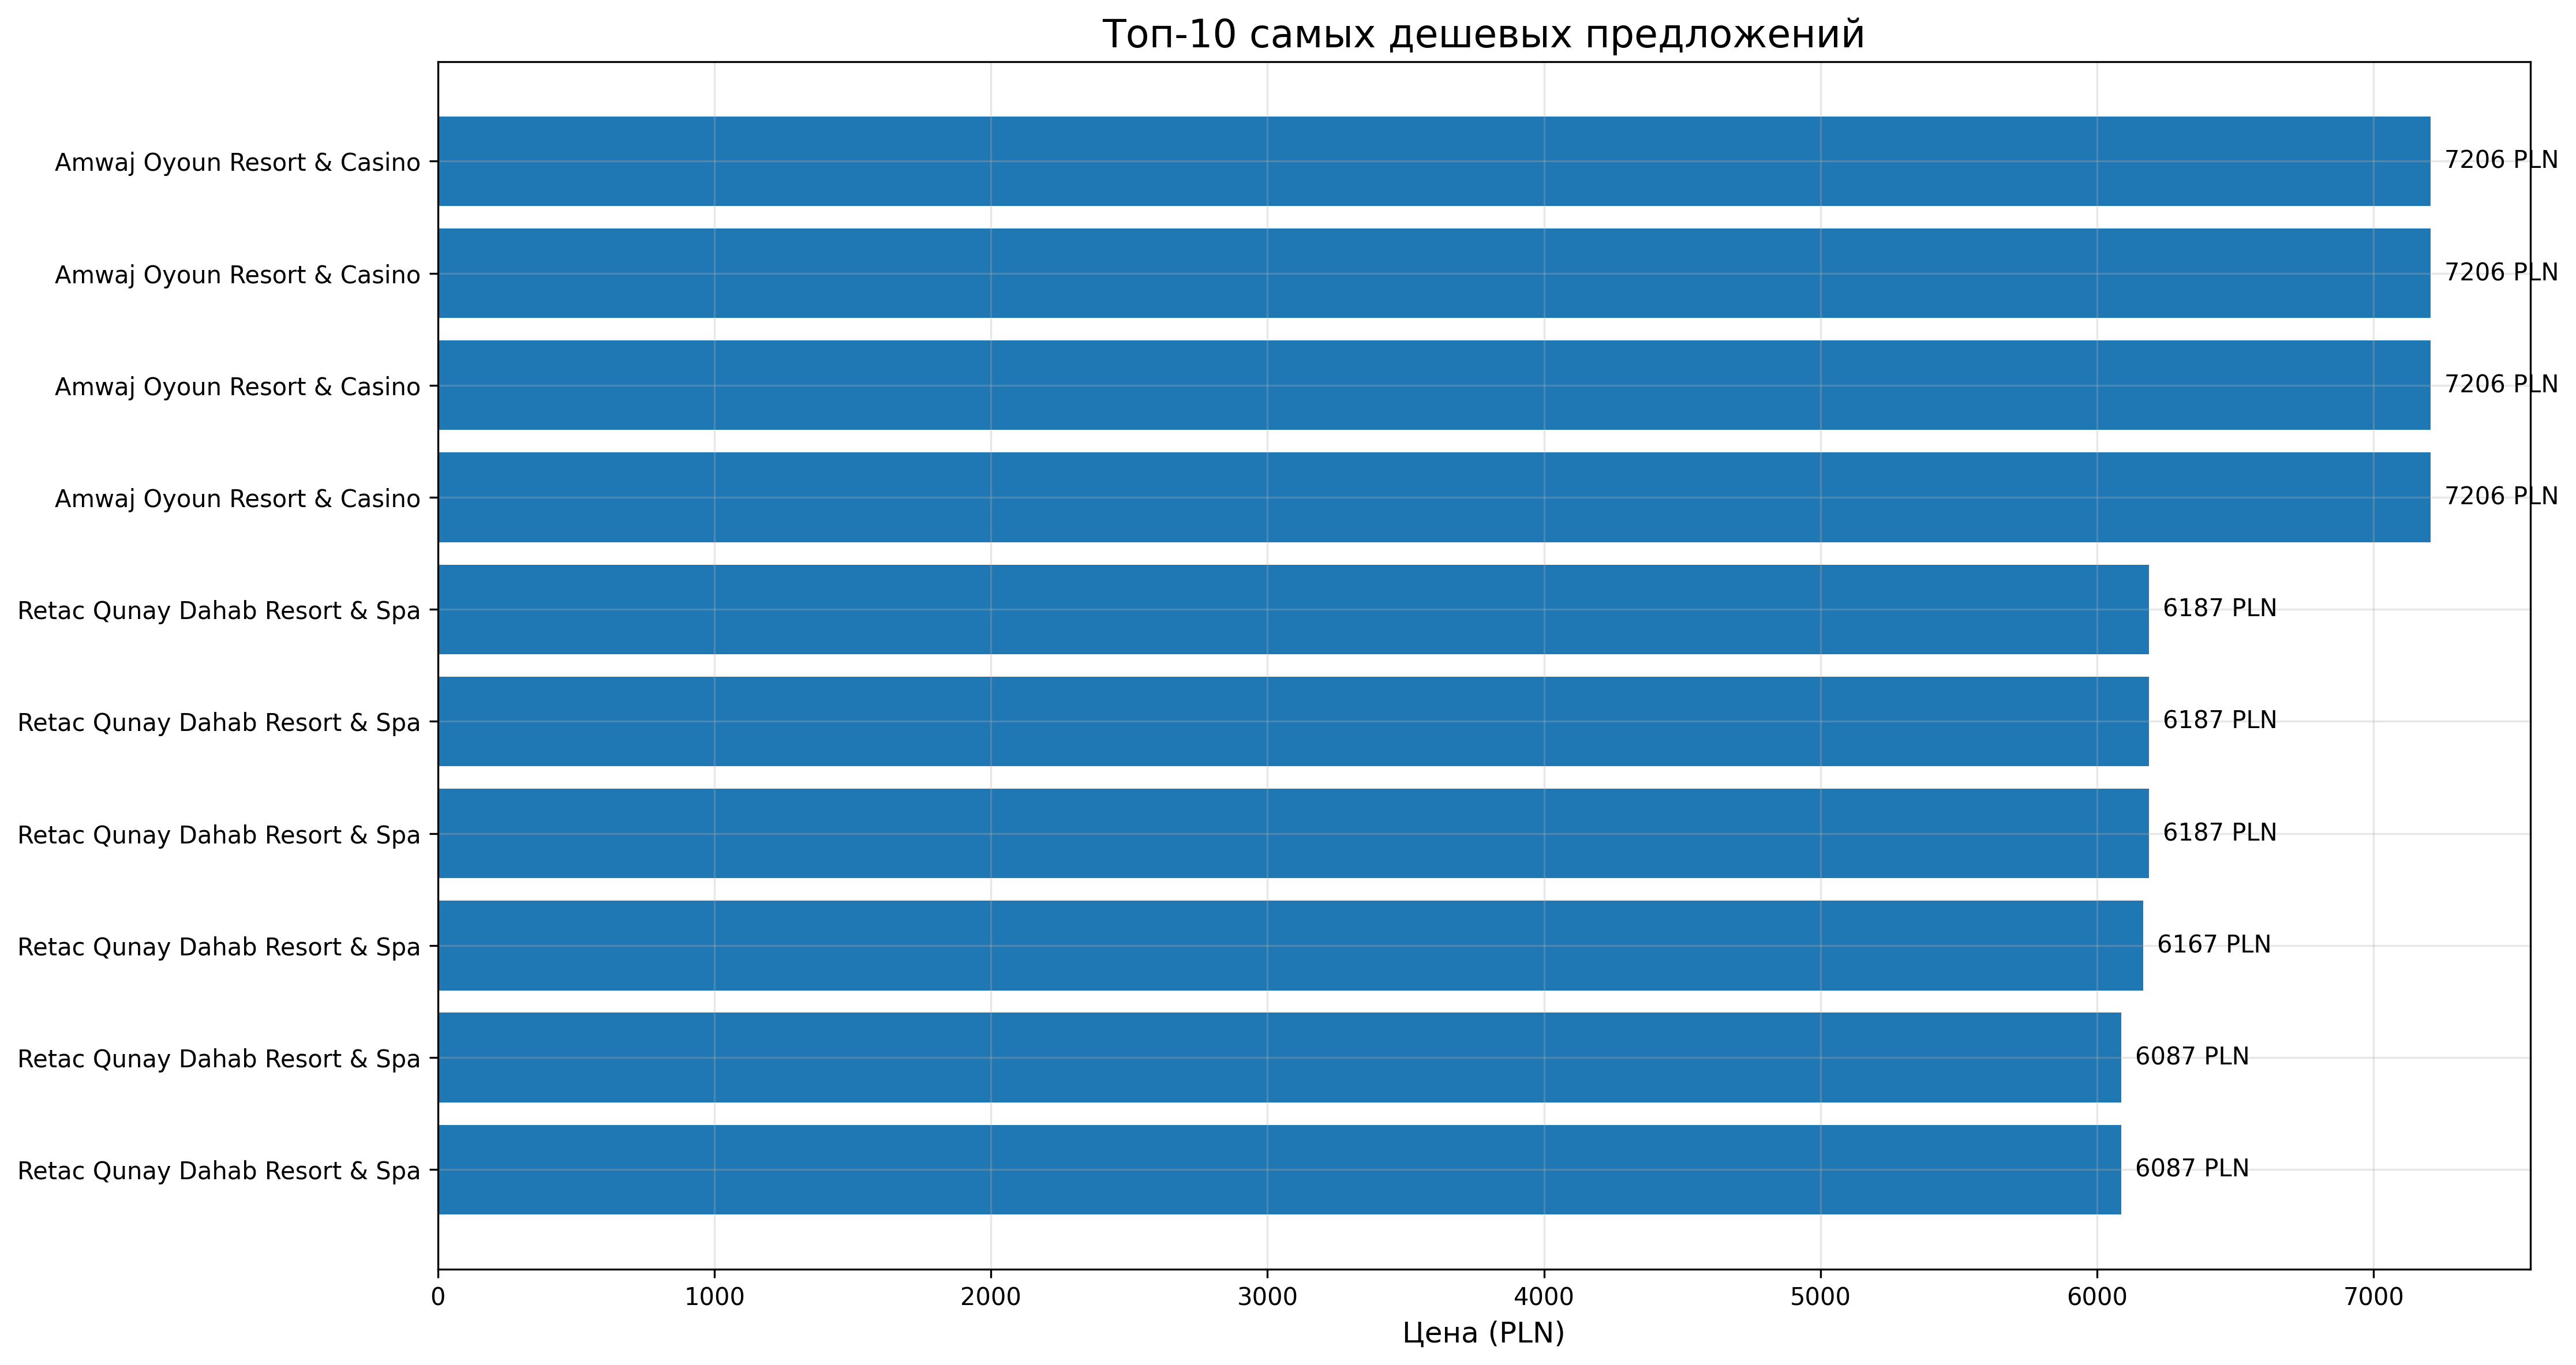 Топ-10 самых дешевых предложений
Amwaj Oyoun Resort & Casino 7206 PLN
Amwaj Oyoun Resort & Casino 7206 PLN
Amwaj Oyoun Resort & Casino 7206 PLN
Amwaj Oyoun Resort & Casino 7206 PLN
Retac Qunay Dahab Resort & Spa 6187 PLN
Retac Qunay Dahab Resort & Spa 6187 PLN
Retac Qunay Dahab Resort & Spa 6187 PLN
Retac Qunay Dahab Resort & Spa 6167 PLN
Retac Qunay Dahab Resort & Spa 6087 PLN
Retac Qunay Dahab Resort & Spa 6087 PLN
0 1000 2000 3000 4000 5000 6000 7000
Цена (PLN)